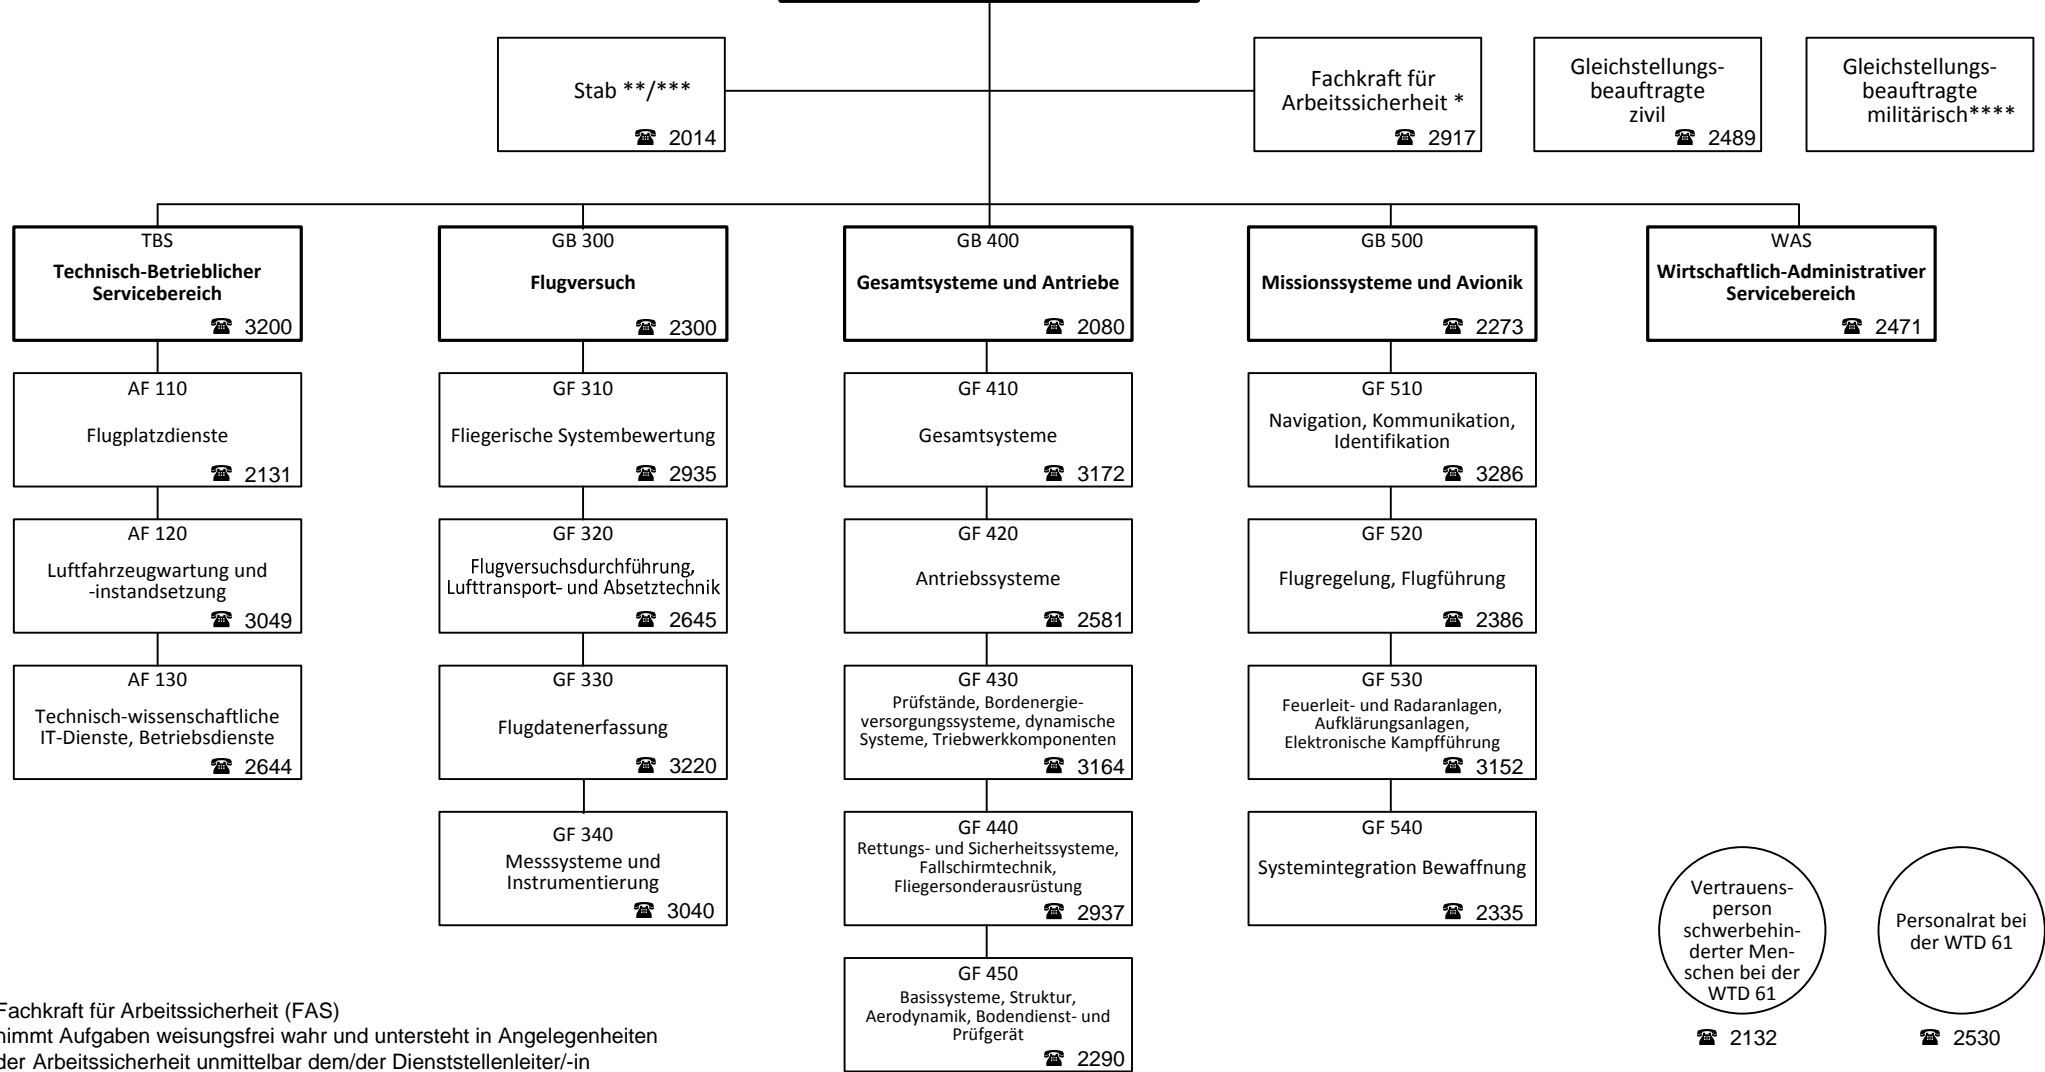 Stab **/***
☎ 2014
Fachkraft für
Arbeitssicherheit *
☎ 2917
Gleichstellungs-
beauftragte
zivil
☎ 2489
Gleichstellungs-
beauftragte
militärisch****
TBS
Technisch-Betrieblicher
Servicebereich
☎ 3200
GB 300
Flugversuch
☎ 2300
GB 400
Gesamtsysteme und Antriebe
☎ 2080
GB 500
Missionssysteme und Avionik
☎ 2273
WAS
Wirtschaftlich-Administrativer
Servicebereich
☎ 2471
AF 110
Flugplatzdienste
☎ 2131
GF 310
Fliegerische Systembewertung
☎ 2935
GF 410
Gesamtsysteme
☎ 3172
GF 510
Navigation, Kommunikation,
Identifikation
☎ 3286
AF 120
Luftfahrzeugwartung und
-instandsetzung
☎ 3049
GF 320
Flugversuchsdurchführung,
Lufttransport- und Absetztechnik
☎ 2645
GF 420
Antriebssysteme
☎ 2581
GF 520
Flugregelung, Flugführung
☎ 2386
AF 130
Technisch-wissenschaftliche
IT-Dienste, Betriebsdienste
☎ 2644
GF 330
Flugdatenerfassung
☎ 3220
GF 430
Prüfstände, Bordenergie-
versorgungssysteme, dynamische
Systeme, Triebwerkkomponenten
☎ 3164
GF 530
Feuerleit- und Radaranlagen,
Aufklärungsanlagen,
Elektronische Kampfführung
☎ 3152
GF 340
Messsysteme und
Instrumentierung
☎ 3040
GF 440
Rettungs- und Sicherheitssysteme,
Fallschirmtechnik,
Fliegersonderausrüstung
☎ 2937
GF 540
Systemintegration Bewaffnung
☎ 2335
GF 450
Basissysteme, Struktur,
Aerodynamik, Bodendienst- und
Prüfgerät
☎ 2290
Vertrauens-
person
schwerbehin-
derter Men-
schen bei der
WTD 61
☎ 2132
Personalrat bei
der WTD 61
☎ 2530
Fachkraft für Arbeitssicherheit (FAS)
nimmt Aufgaben weisungsfrei wahr und untersteht in Angelegenheiten
der Arbeitssicherheit unmittelbar dem/der Dienststellenleiter/-in